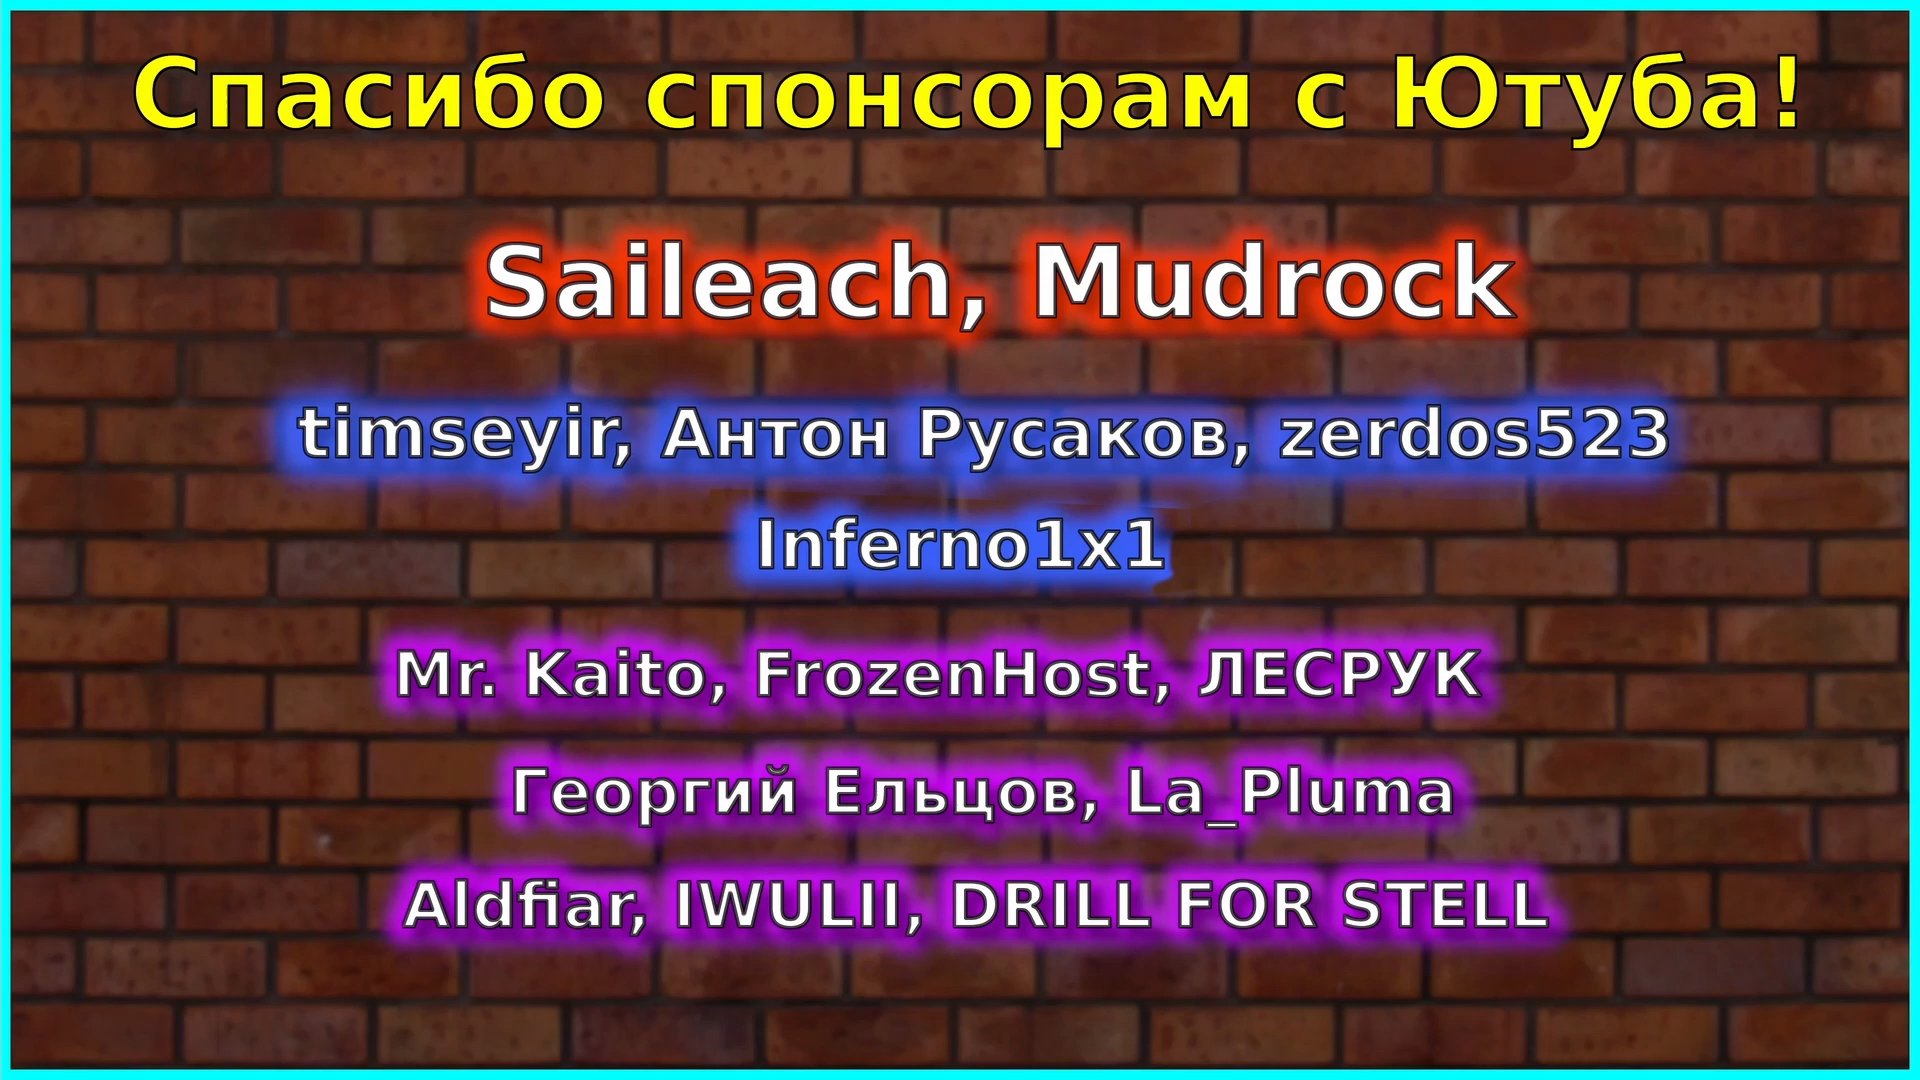 Спасибо спонсорам с Ютуба!
Saileach, Mudrock
timseyir, Антон Русаков, zerdos523
Inferno1x1
Mr. Kaito, FrozenHost, ЛЕСРУК
Георгий Ельцов, La_Pluma
Aldfiar, IWULII, DRILL FOR STELL